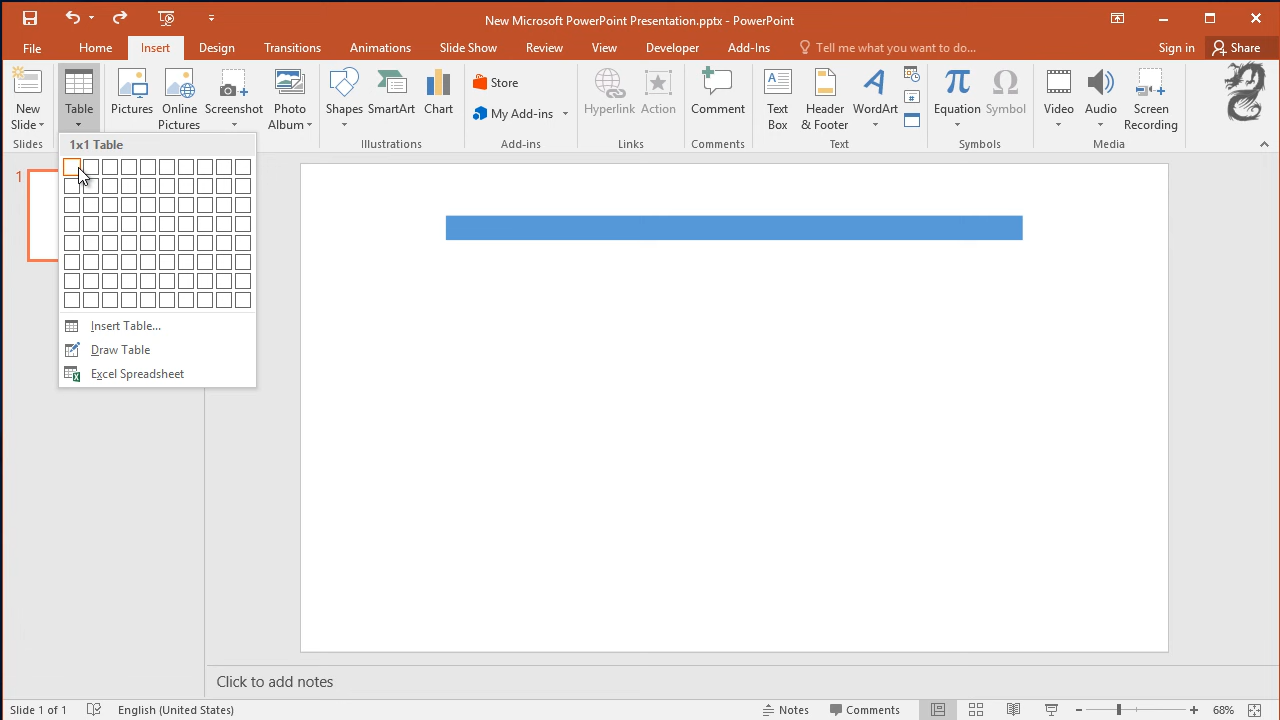 New Microsoft PowerPoint Presentation.pptx - PowerPoint
File Home Insert Design Transitions Animations Slide Show Review View Developer Add-Ins Tell me what you want to do... Sign in Share
New Slide
Table
Pictures
Online Pictures
Screenshot
Photo Album
Shapes
SmartArt
Chart
Store
My Add-ins
Hyperlink
Action
Comment
Text Box
Header & Footer
WordArt
Equation
Symbol
Video
Audio
Screen Recording
Slides
Illustrations
Add-ins
Links
Comments
Text
Symbols
Media
1x1 Table
Insert Table...
Draw Table
Excel Spreadsheet
1
Click to add notes
Slide 1 of 1 English (United States) Notes Comments 68%